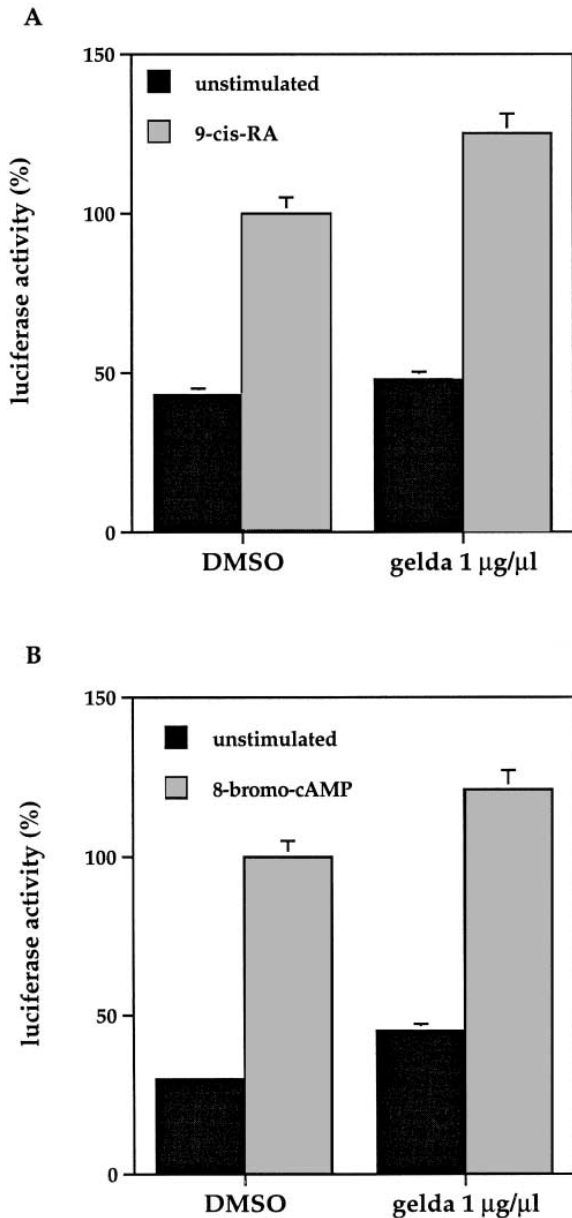 A
150
unstimulated
9-cis-RA
100
luciferase activity (%)
50
0
DMSO gelda 1 µg/µl
B
150
unstimulated
8-bromo-cAMP
100
luciferase activity (%)
50
0
DMSO gelda 1 µg/µl